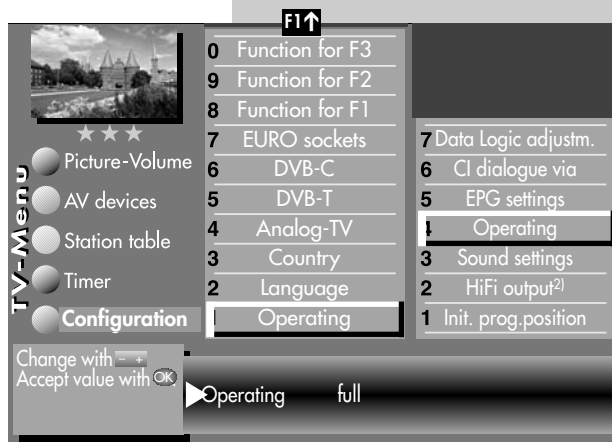 F1↑
0 Function for F3
9 Function for F2
8 Function for F1
7 EURO sockets
6 DVB-C
5 DVB-T
4 Analog-TV
3 Country
2 Language
Operating
7 Data Logic adjustm.
6 CI dialogue via
5 EPG settings
4 Operating
3 Sound settings
2 HiFi output2)
1 Init. prog.position
TV-Menu
Picture-Volume
AV devices
Station table
Timer
Configuration
Change with - +
Accept value with OK
Operating full